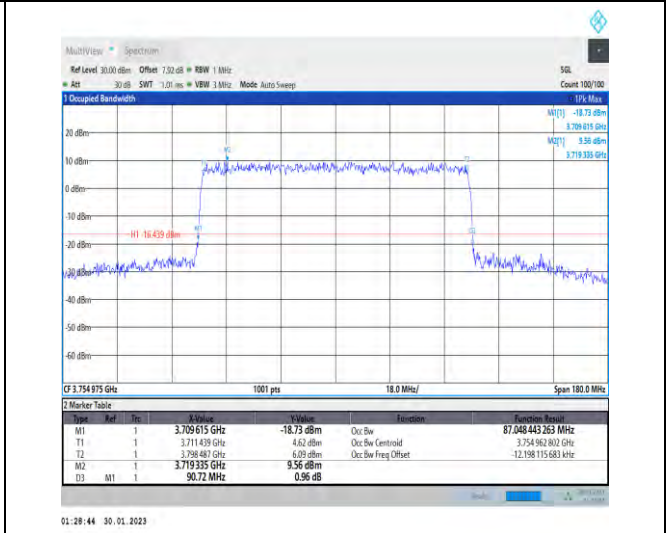 MultiView Spectrum
Ref Level 30.00 dBm Offset 7.92 dB RBW 1 MHz SGL
Att 30 dB SWT 1.01 ms VBW 3 MHz Mode Auto Sweep Count 100/100
1 Occupied Bandwidth 1Pk Max
M1[1] -18.73 dBm
3.709 615 GHz
M2[1] 9.56 dBm
3.719 335 GHz
20 dBm
10 dBm
M2
0 dBm
-10 dBm
H1 -16.439 dBm
-20 dBm
-30 dBm
-40 dBm
-50 dBm
-60 dBm
CF 3.754 975 GHz 1001 pts 18.0 MHz/ Span 180.0 MHz
2 Marker Table
Type Ref Trc X-Value Y-Value Function Function Result
M1 1 3.709 615 GHz -18.73 dBm Occ Bw 87.048 443 263 MHz
T1 1 3.711 439 GHz 4.62 dBm Occ Bw Centroid 3.754 962 802 GHz
T2 1 3.798 487 GHz 6.09 dBm Occ Bw Freq Offset -12.198 115 683 kHz
M2 1 3.719 335 GHz 9.56 dBm
D3 M1 1 90.72 MHz 0.96 dB
Ready
01:28:44 30.01.2023